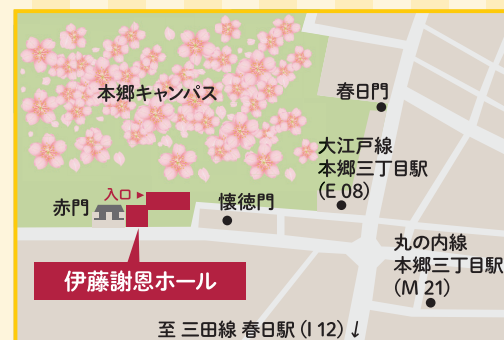 本郷キャンパス
春日門
大江戸線
本郷三丁目駅
(E 08)
入口
赤門
懐徳門
丸の内線
本郷三丁目駅
(M 21)
伊藤謝恩ホール
至 三田線 春日駅 (I 12) ↓